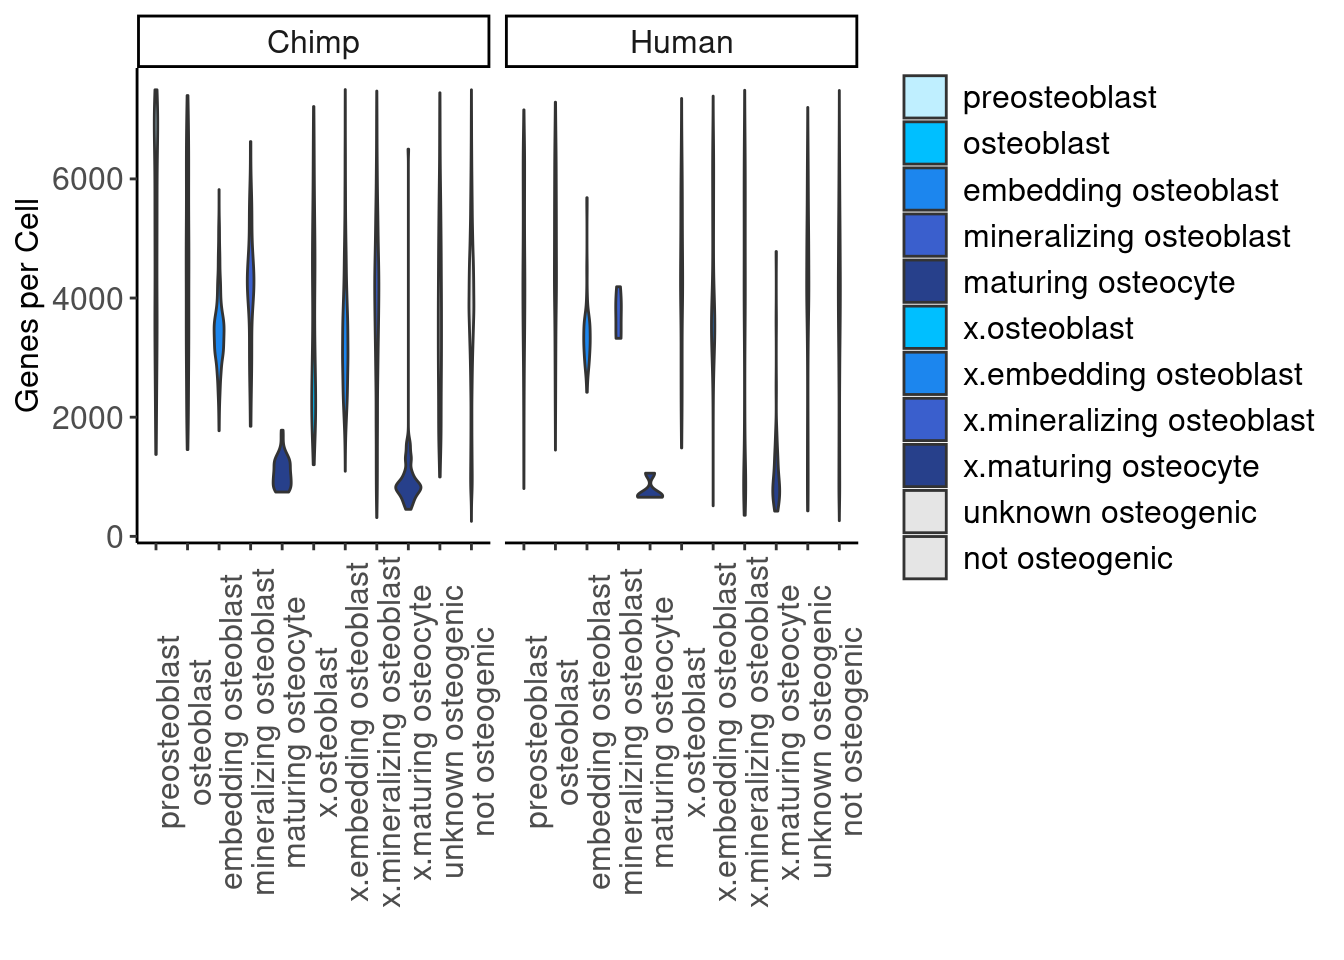 Chimp
Human
Genes per Cell
6000
4000
2000
0
preosteoblast
osteoblast
embedding osteoblast
mineralizing osteoblast
maturing osteocyte
x.osteoblast
x.embedding osteoblast
x.mineralizing osteoblast
x.maturing osteocyte
unknown osteogenic
not osteogenic
preosteoblast
osteoblast
embedding osteoblast
mineralizing osteoblast
maturing osteocyte
x.osteoblast
x.embedding osteoblast
x.mineralizing osteoblast
x.maturing osteocyte
unknown osteogenic
not osteogenic
preosteoblast
osteoblast
embedding osteoblast
mineralizing osteoblast
maturing osteocyte
x.osteoblast
x.embedding osteoblast
x.mineralizing osteoblast
x.maturing osteocyte
unknown osteogenic
not osteogenic